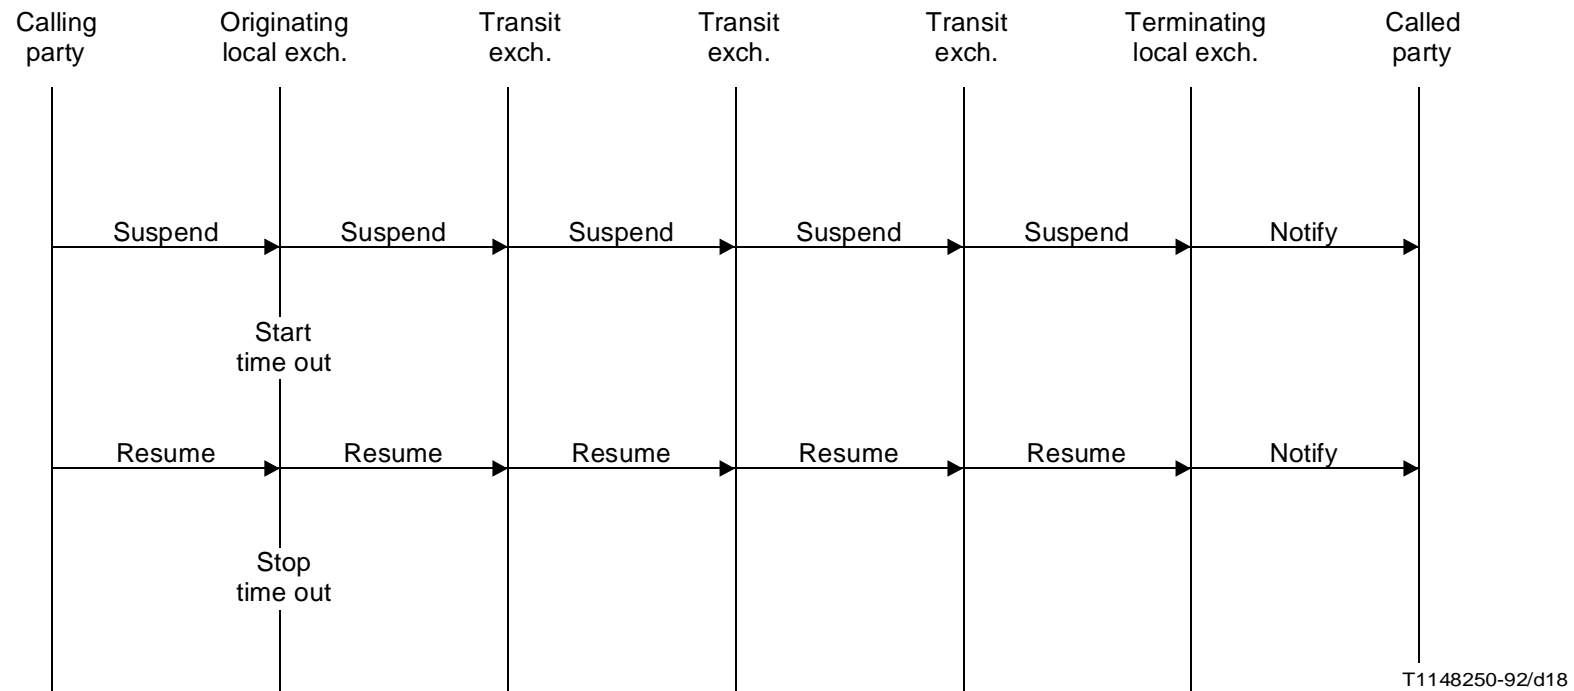 Calling
party
Originating
local exch.
Transit
exch.
Transit
exch.
Transit
exch.
Terminating
local exch.
Called
party
Suspend
Suspend
Suspend
Suspend
Suspend
Notify
Start
time out
Resume
Resume
Resume
Resume
Resume
Notify
Stop
time out
T1148250-92/d18